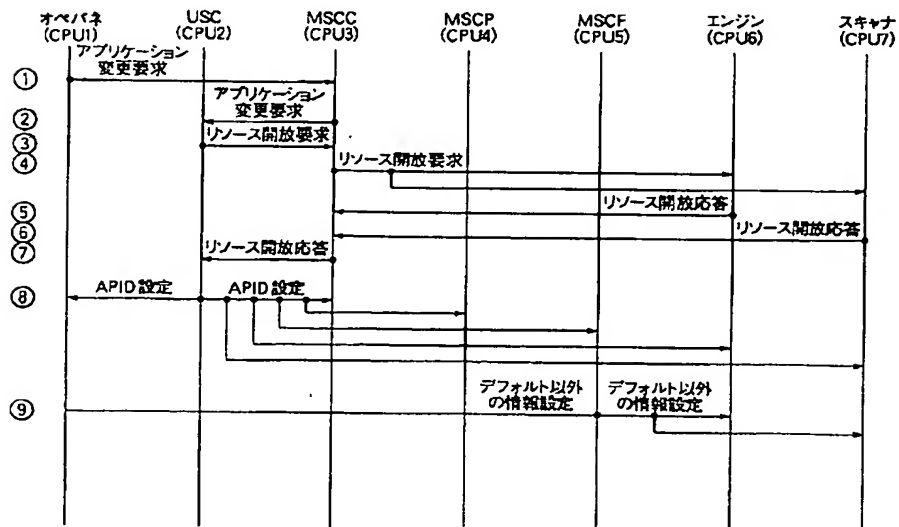 オペパネ
(CPU1)
USC
(CPU2)
MSCC
(CPU3)
MSCP
(CPU4)
MSCF
(CPU5)
エンジン
(CPU6)
スキャナ
(CPU7)
アプリケーション
変更要求
①
アプリケーション
変更要求
②
③ リソース開放要求
④ リソース開放要求
⑤ リソース開放応答
⑥ リソース開放応答
⑦ リソース開放応答
⑧ APID設定 APID設定
デフォルト以外
の情報設定
デフォルト以外
の情報設定
⑨